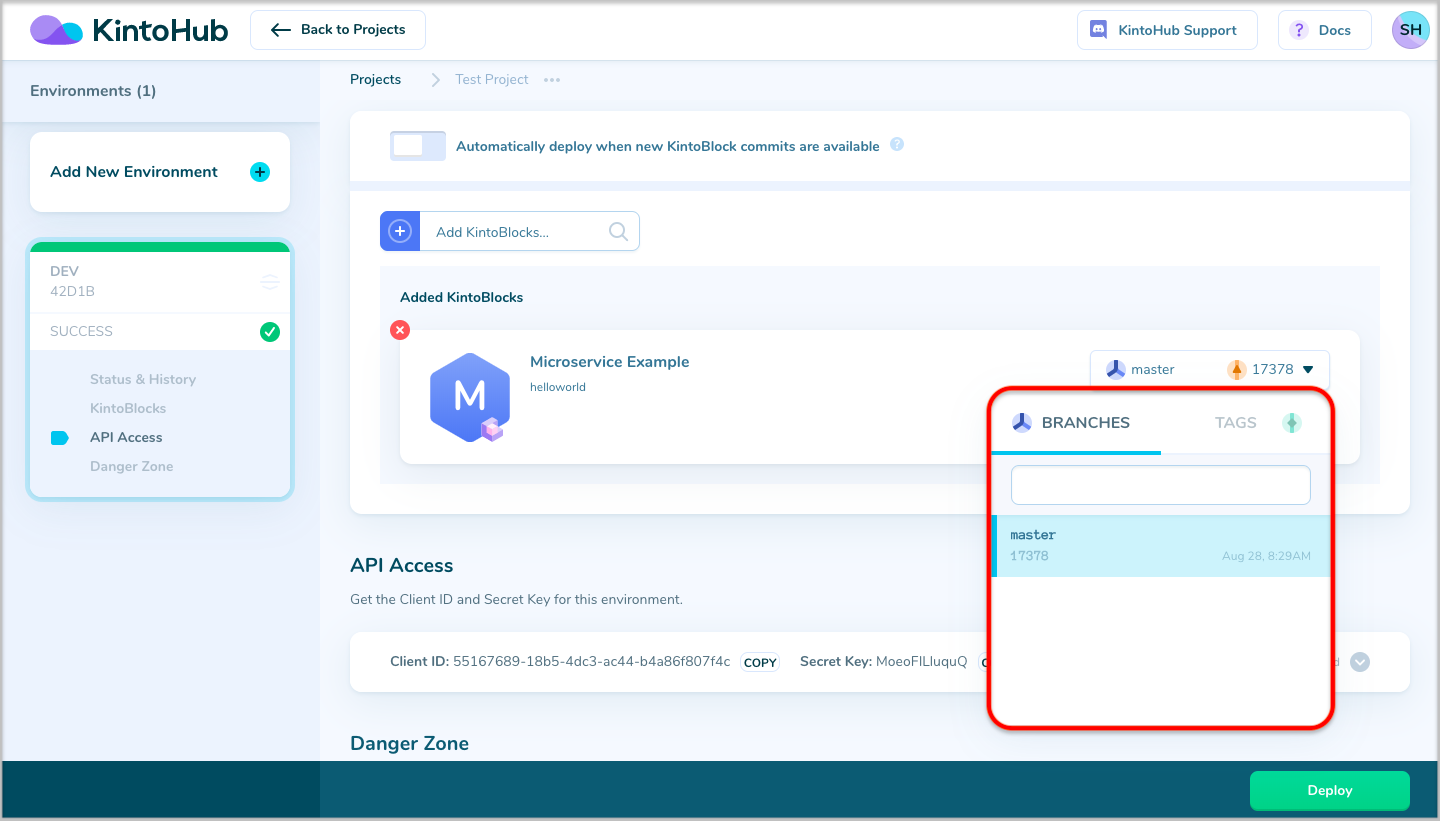 KintoHub
Back to Projects
KintoHub Support
? Docs
SH
Environments (1)
Add New Environment
DEV
42D1B
SUCCESS
Status & History
KintoBlocks
API Access
Danger Zone
Projects
Test Project
Automatically deploy when new KintoBlock commits are available ?
Add KintoBlocks...
Added KintoBlocks
M
Microservice Example
helloworld
master 17378
BRANCHES TAGS
master
17378 Aug 28, 8:29AM
API Access
Get the Client ID and Secret Key for this environment.
Client ID: 55167689-18b5-4dc3-ac44-b4a86f807f4c COPY Secret Key: MoeoFlLluquQ
Danger Zone
Deploy